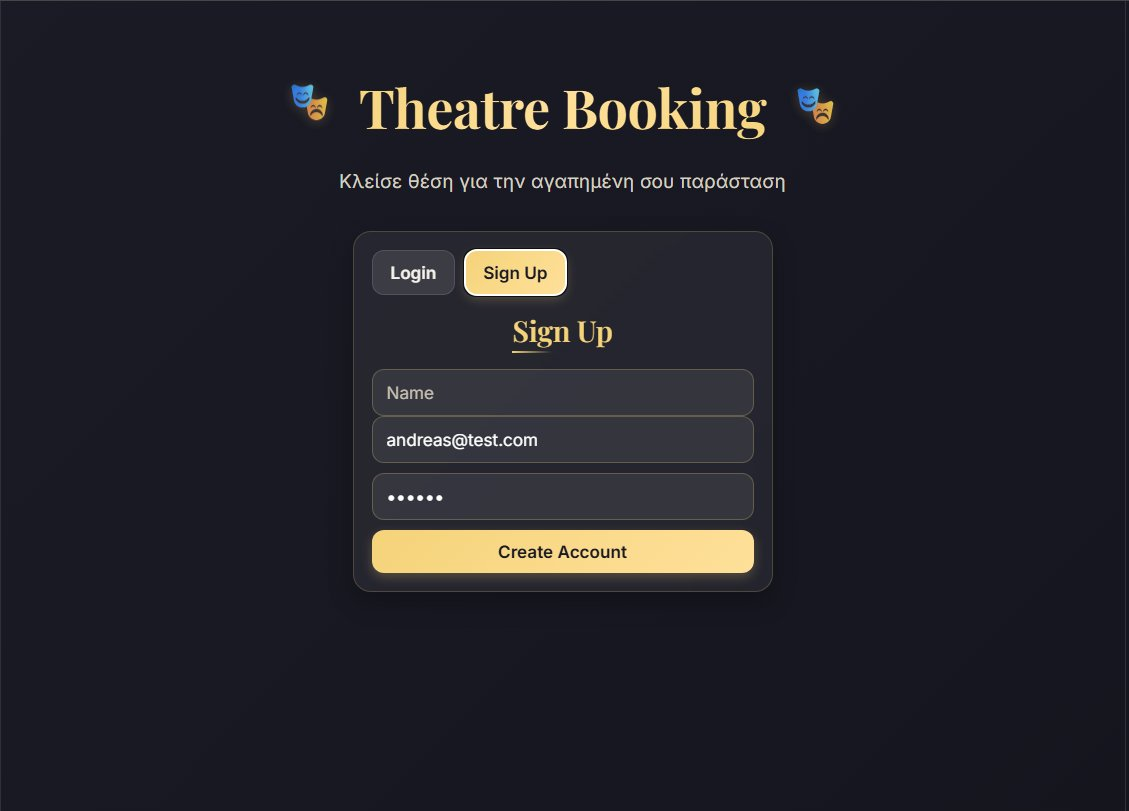 Theatre Booking
Κλείσε θέση για την αγαπημένη σου παράσταση
Login
Sign Up
Sign Up
Name
andreas@test.com
••••••
Create Account